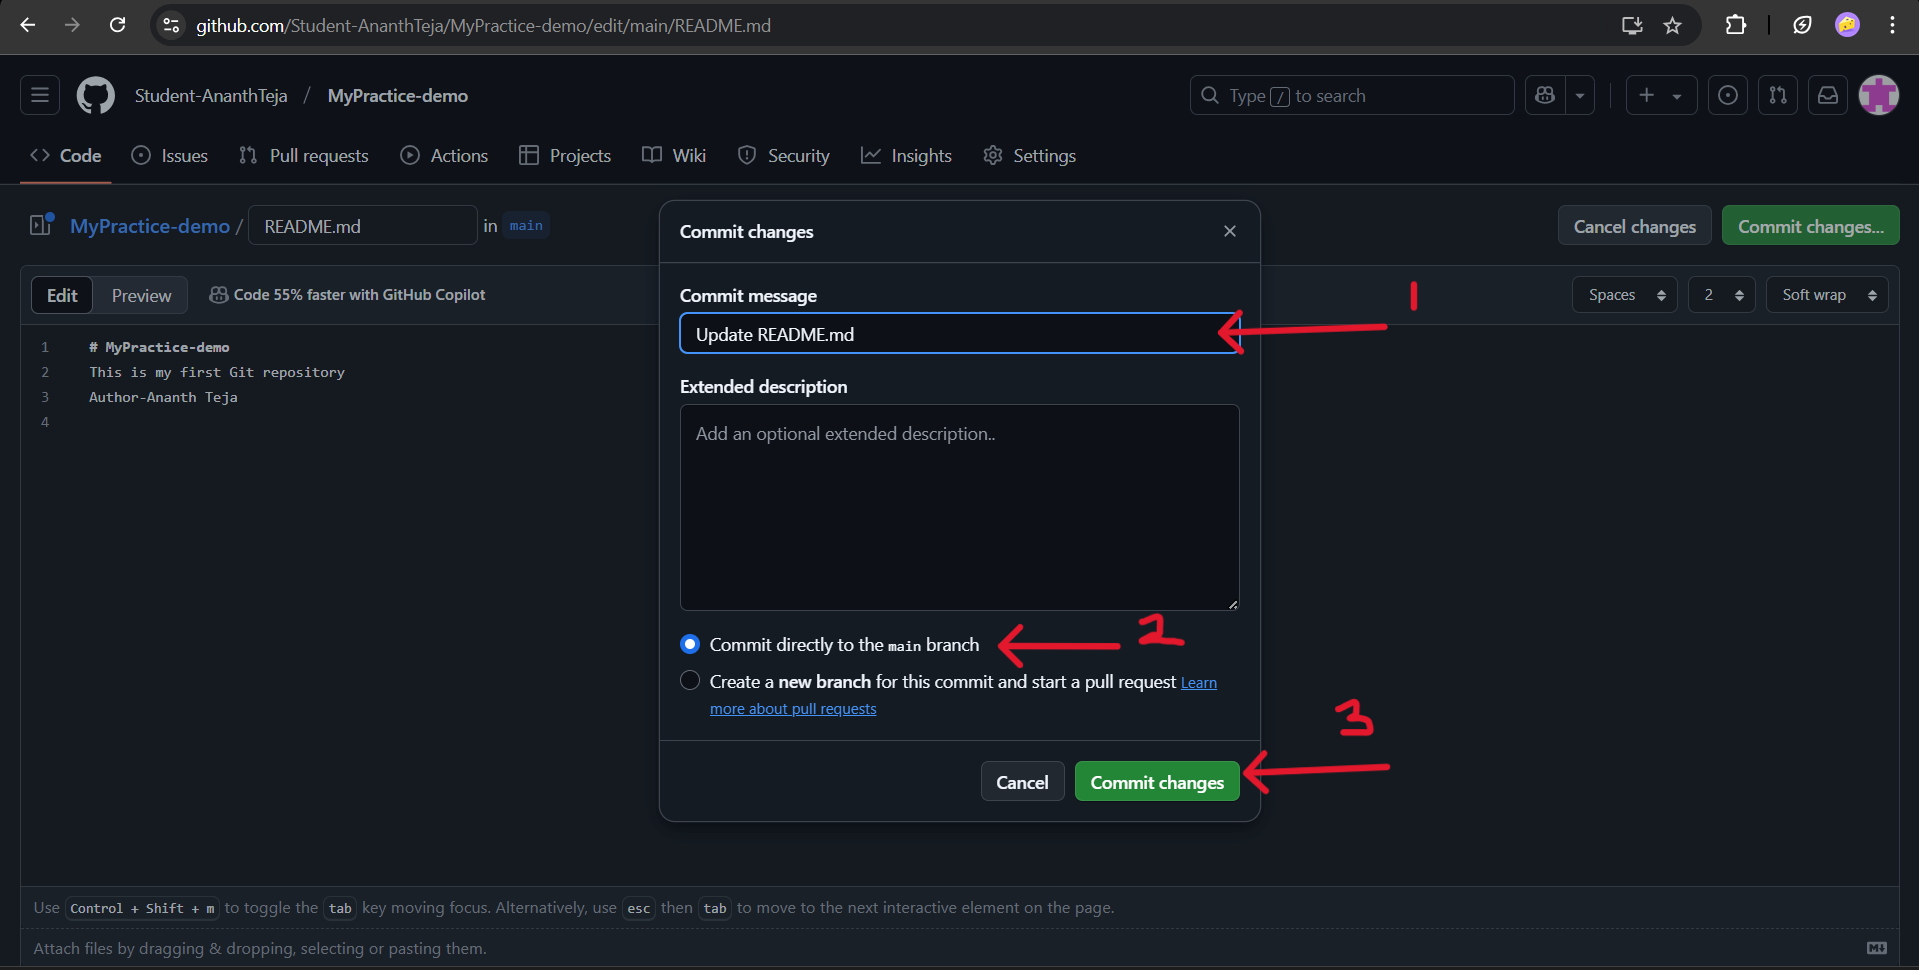 github.com/Student-AnanthTeja/MyPractice-demo/edit/main/README.md
Student-AnanthTeja / MyPractice-demo
Type / to search
Code Issues Pull requests Actions Projects Wiki Security Insights Settings
MyPractice-demo / README.md in main
Cancel changes Commit changes...
Edit Preview Code 55% faster with GitHub Copilot
Spaces 2 Soft wrap
1 # MyPractice-demo
2 This is my first Git repository
3 Author-Ananth Teja
4
Commit changes
Commit message
1
Update README.md
Extended description
Add an optional extended description..
Commit directly to the main branch
2
Create a new branch for this commit and start a pull request Learn
more about pull requests
3
Cancel Commit changes
Use Control + Shift + m to toggle the tab key moving focus. Alternatively, use esc then tab to move to the next interactive element on the page.
Attach files by dragging & dropping, selecting or pasting them.